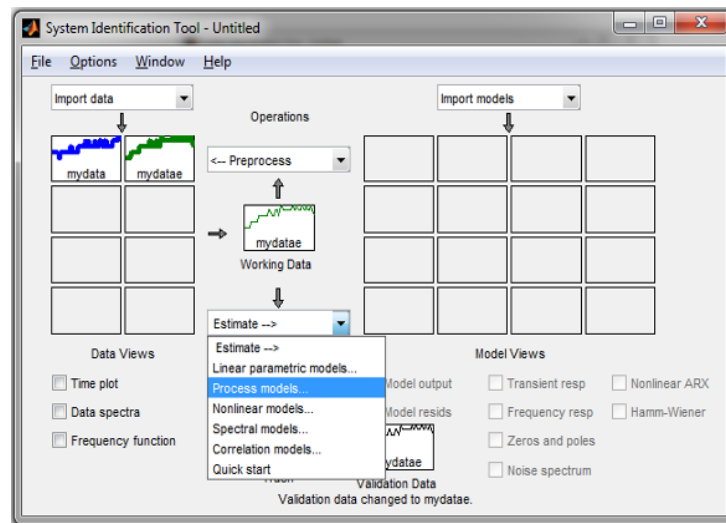 System Identification Tool - Untitled
File Options Window Help
Import data
Operations
Import models
mydata
mydatae
<-- Preprocess
mydatae
Working Data
Estimate -->
Estimate -->
Linear parametric models...
Process models...
Nonlinear models...
Spectral models...
Correlation models...
Quick start
Data Views
Time plot
Data spectra
Frequency function
Model Views
Model output
Transient resp
Nonlinear ARX
Model resids
Frequency resp
Hamm-Wiener
Zeros and poles
Noise spectrum
ydatae
Validation Data
Validation data changed to mydatae.